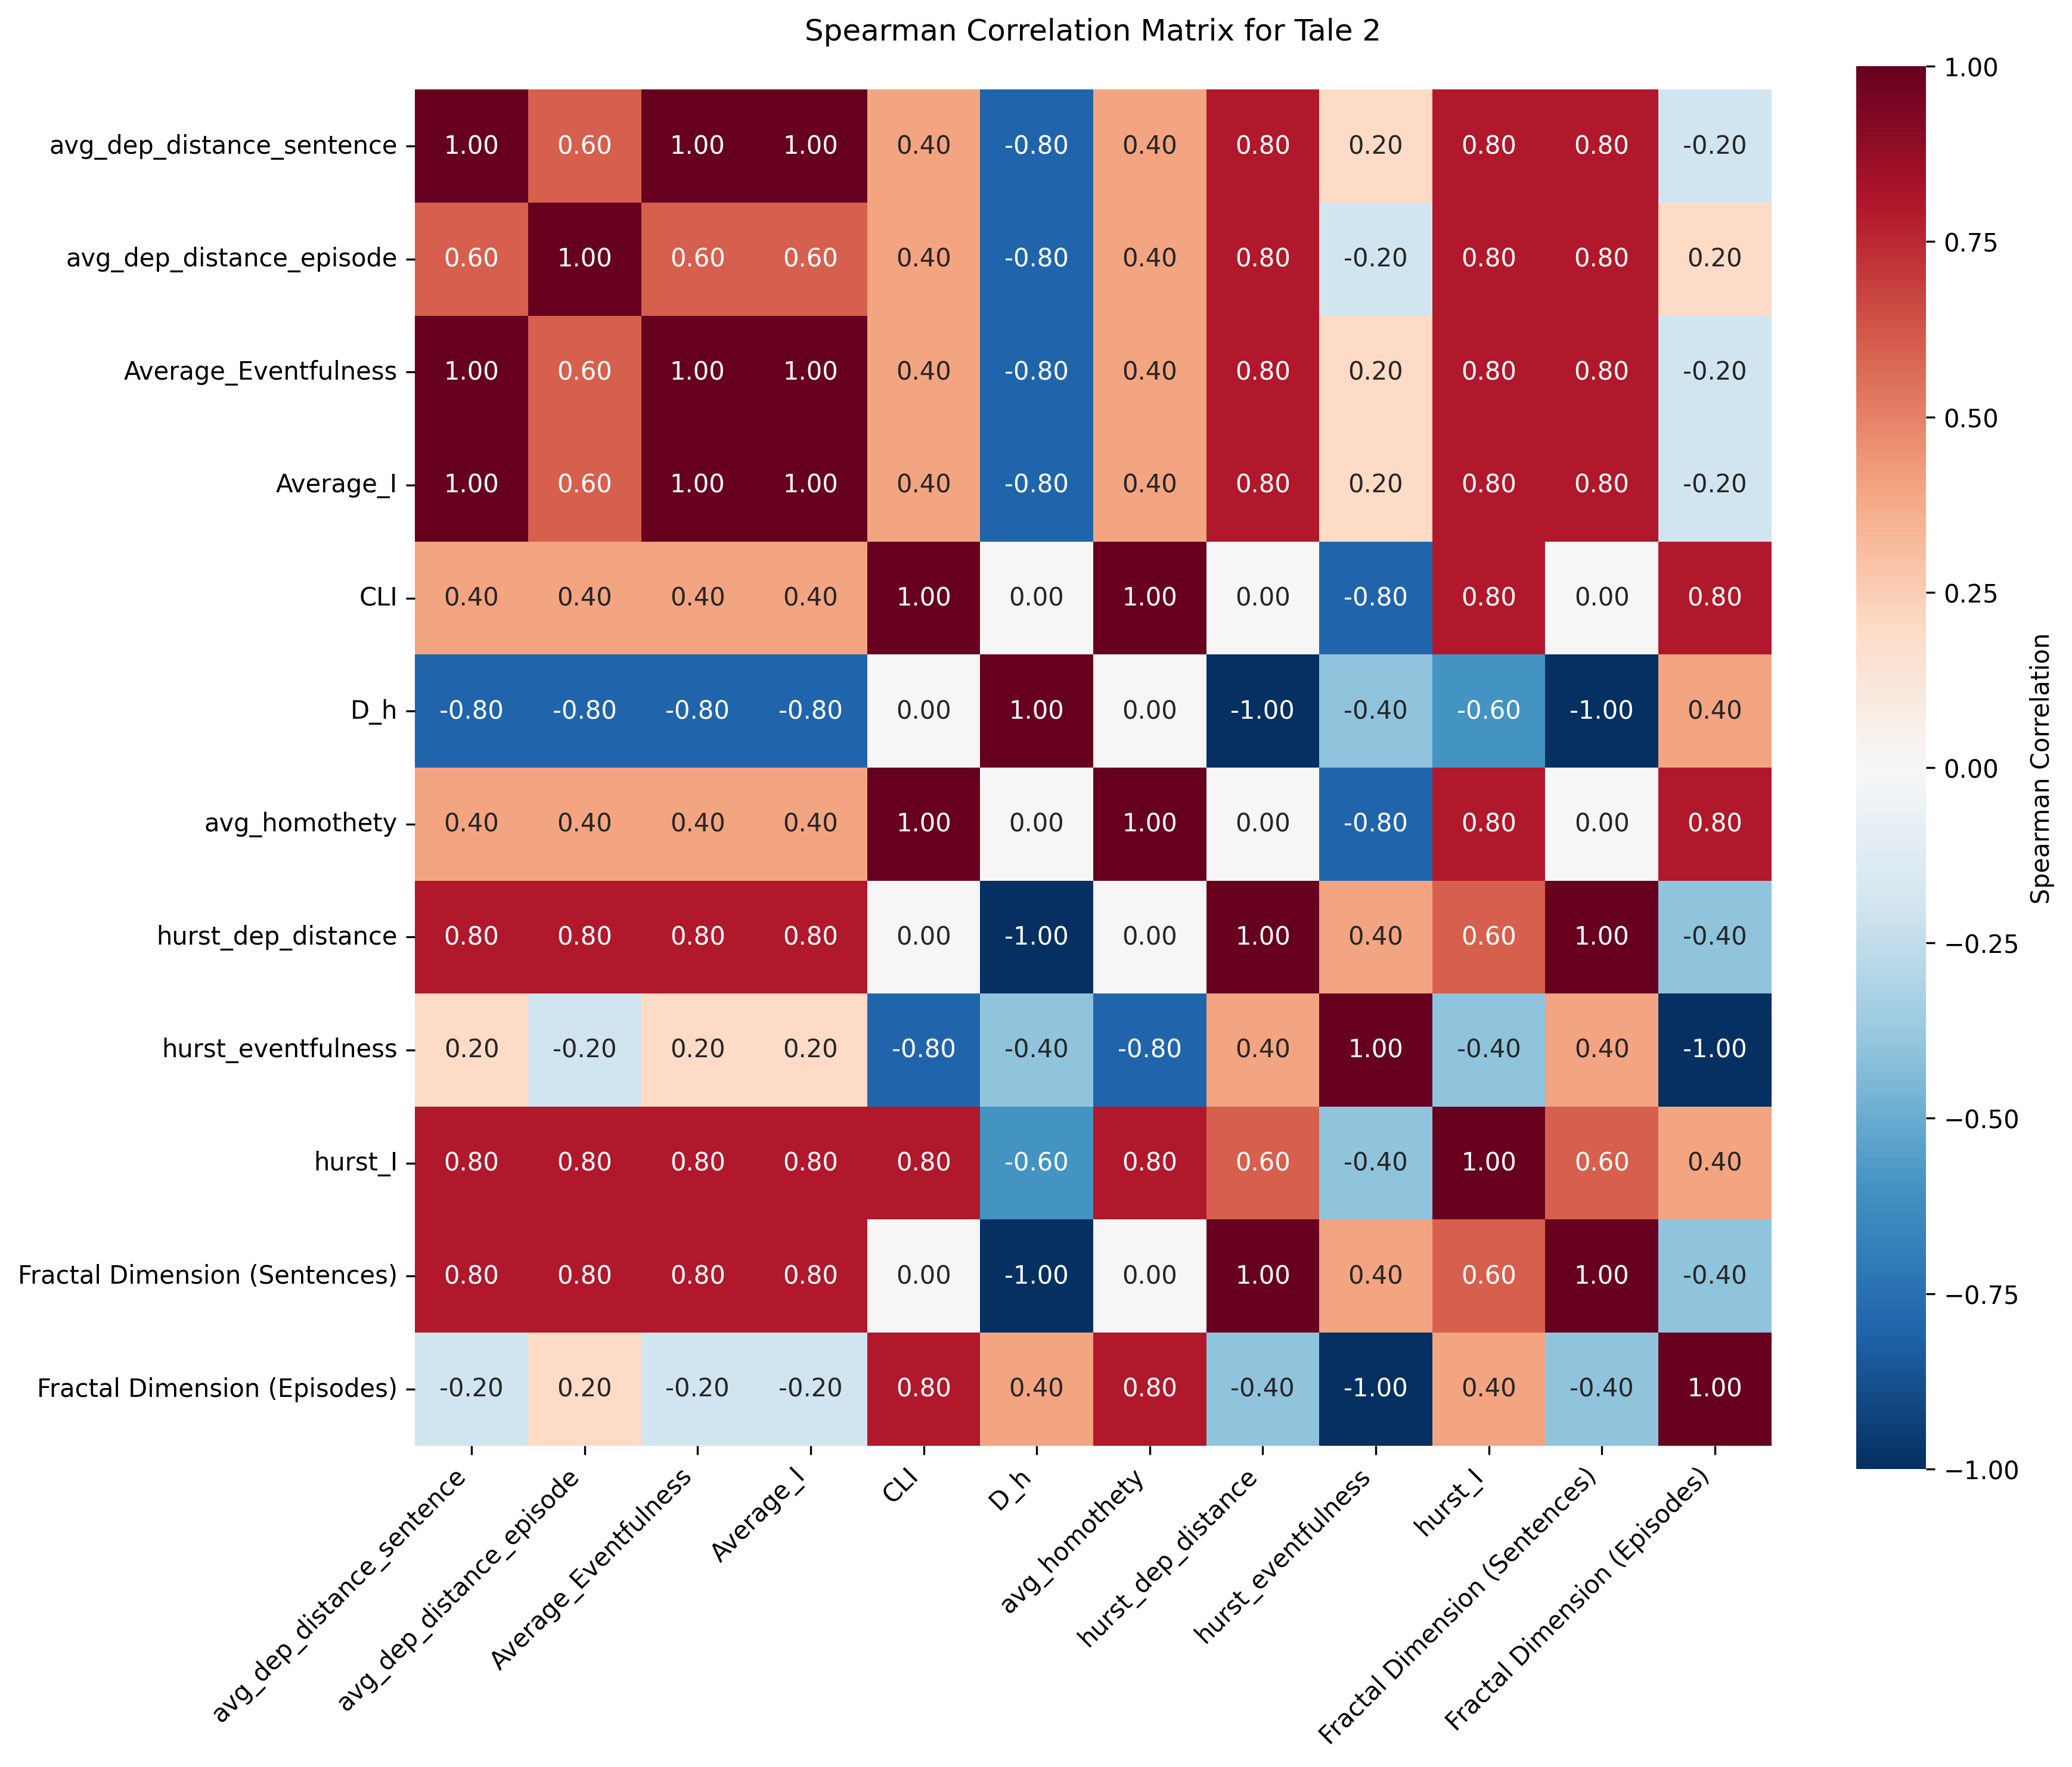 Spearman Correlation Matrix for Tale 2
avg_dep_distance_sentence 1.00 0.60 1.00 1.00 0.40 -0.80 0.40 0.80 0.20 0.80 0.80 -0.20
avg_dep_distance_episode 0.60 1.00 0.60 0.60 0.40 -0.80 0.40 0.80 -0.20 0.80 0.80 0.20
Average_Eventfulness 1.00 0.60 1.00 1.00 0.40 -0.80 0.40 0.80 0.20 0.80 0.80 -0.20
Average_I 1.00 0.60 1.00 1.00 0.40 -0.80 0.40 0.80 0.20 0.80 0.80 -0.20
CLI 0.40 0.40 0.40 0.40 1.00 0.00 1.00 0.00 -0.80 0.80 0.00 0.80
D_h -0.80 -0.80 -0.80 -0.80 0.00 1.00 0.00 -1.00 -0.40 -0.60 -1.00 0.40
avg_homothety 0.40 0.40 0.40 0.40 1.00 0.00 1.00 0.00 -0.80 0.80 0.00 0.80
hurst_dep_distance 0.80 0.80 0.80 0.80 0.00 -1.00 0.00 1.00 0.40 0.60 1.00 -0.40
hurst_eventfulness 0.20 -0.20 0.20 0.20 -0.80 -0.40 -0.80 0.40 1.00 -0.40 0.40 -1.00
hurst_I 0.80 0.80 0.80 0.80 0.80 -0.60 0.80 0.60 -0.40 1.00 0.60 0.40
Fractal Dimension (Sentences) 0.80 0.80 0.80 0.80 0.00 -1.00 0.00 1.00 0.40 0.60 1.00 -0.40
Fractal Dimension (Episodes) -0.20 0.20 -0.20 -0.20 0.80 0.40 0.80 -0.40 -1.00 0.40 -0.40 1.00
avg_dep_distance_sentence
avg_dep_distance_episode
Average_Eventfulness
Average_I
CLI
D_h
avg_homothety
hurst_dep_distance
hurst_eventfulness
hurst_I
Fractal Dimension (Sentences)
Fractal Dimension (Episodes)
1.00
0.75
0.50
0.25
0.00
−0.25
−0.50
−0.75
−1.00
Spearman Correlation